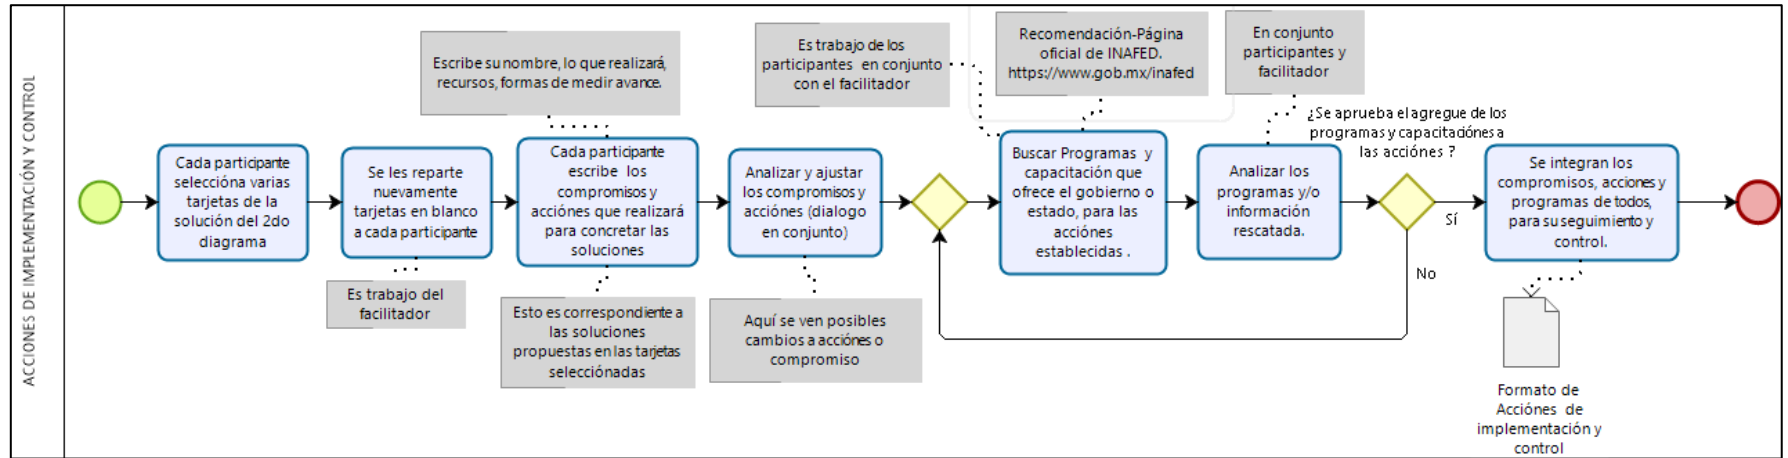 ACCIONES DE IMPLEMENTACIÓN Y CONTROL
Cada participante
seleccióna varias
tarjetas de la
solución del 2do
diagrama
Se les reparte
nuevamente
tarjetas en blanco
a cada participante
Es trabajo del
facilitador
Escribe su nombre, lo que realizará,
recursos, formas de medir avance.
Cada participante
escribe los
compromisos y
acciónes que realizará
para concretar las
soluciones
Esto es correspondiente a
las soluciones
propuestas en las tarjetas
seleccionadas
Analizar y ajustar
los compromisos y
acciónes (dialogo
en conjunto)
Aquí se ven posibles
cambios a acciónes o
compromiso
Es trabajo de los
participantes en conjunto
con el facilitador
Recomendación-Página
oficial de INAFED.
https://www.gob.mx/inafed
Buscar Programas y
capacitación que
ofrece el gobierno o
estado, para las
acciónes
establecidas .
En conjunto
participantes y
facilitador
Analizar los
programas y/o
información
rescatada.
¿Se aprueba el agregue de los
programas y capacitaciónes a
las acciónes ?
Sí
No
Se integran los
compromisos, acciones y
programas de todos,
para su seguimiento y
control.
Formato de
Acciónes de
implementación y
control